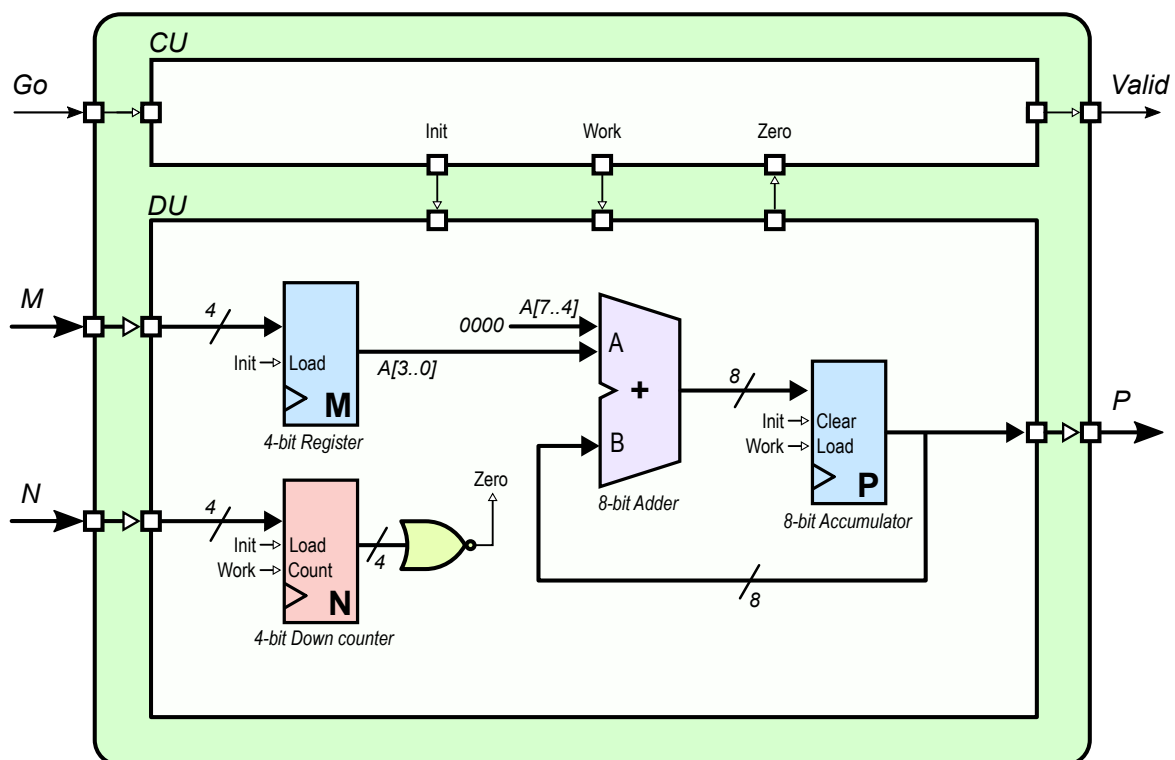 CU
Go
Valid
Init
Work
Zero
DU
M
4
A[7..4]
0000
A
Init
Load
A[3..0]
+
8
M
P
4-bit Register
Init
Clear
B
Work
Load
Zero
N
4
8-bit Adder
P
8-bit Accumulator
Init
Load
4
Work
Count
N
8
4-bit Down counter